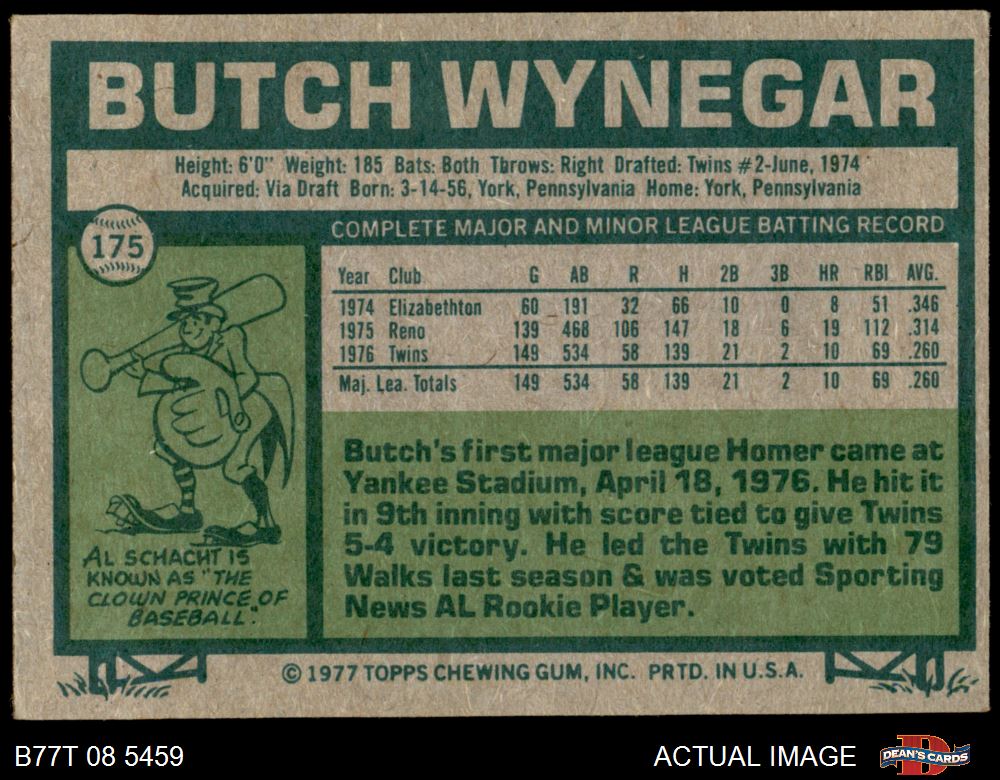 BUTCH WYNEGAR
Height: 6'0" Weight: 185 Bats: Both Throws: Right Drafted: Twins #2-June, 1974
Acquired: Via Draft Born: 3-14-56, York, Pennsylvania Home: York, Pennsylvania
175
COMPLETE MAJOR AND MINOR LEAGUE BATTING RECORD
Year Club G AB R H 2B 3B HR RBI AVG.
1974 Elizabethton 60 191 32 66 10 0 8 51 .346
1975 Reno 139 468 106 147 18 6 19 112 .314
1976 Twins 149 534 58 139 21 2 10 69 .260
Maj. Lea. Totals 149 534 58 139 21 2 10 69 .260
Butch's first major league Homer came at
Yankee Stadium, April 18, 1976. He hit it
in 9th inning with score tied to give Twins
5-4 victory. He led the Twins with 79
Walks last season & was voted Sporting
News AL Rookie Player.
AL SCHACHT IS
KNOWN AS "THE
CLOWN PRINCE OF
BASEBALL."
© 1977 TOPPS CHEWING GUM, INC. PRTD. IN U.S.A.
B77T 08 5459
ACTUAL IMAGE
D
DEAN'S CARDS